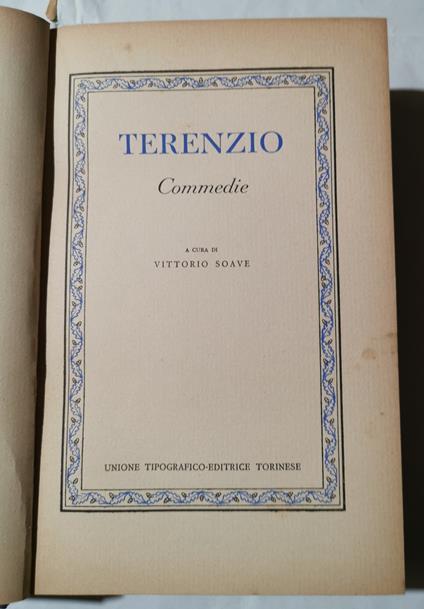 TERENZIO
Commedie
A CURA DI
VITTORIO SOAVE
UNIONE TIPOGRAFICO-EDITRICE TORINESE